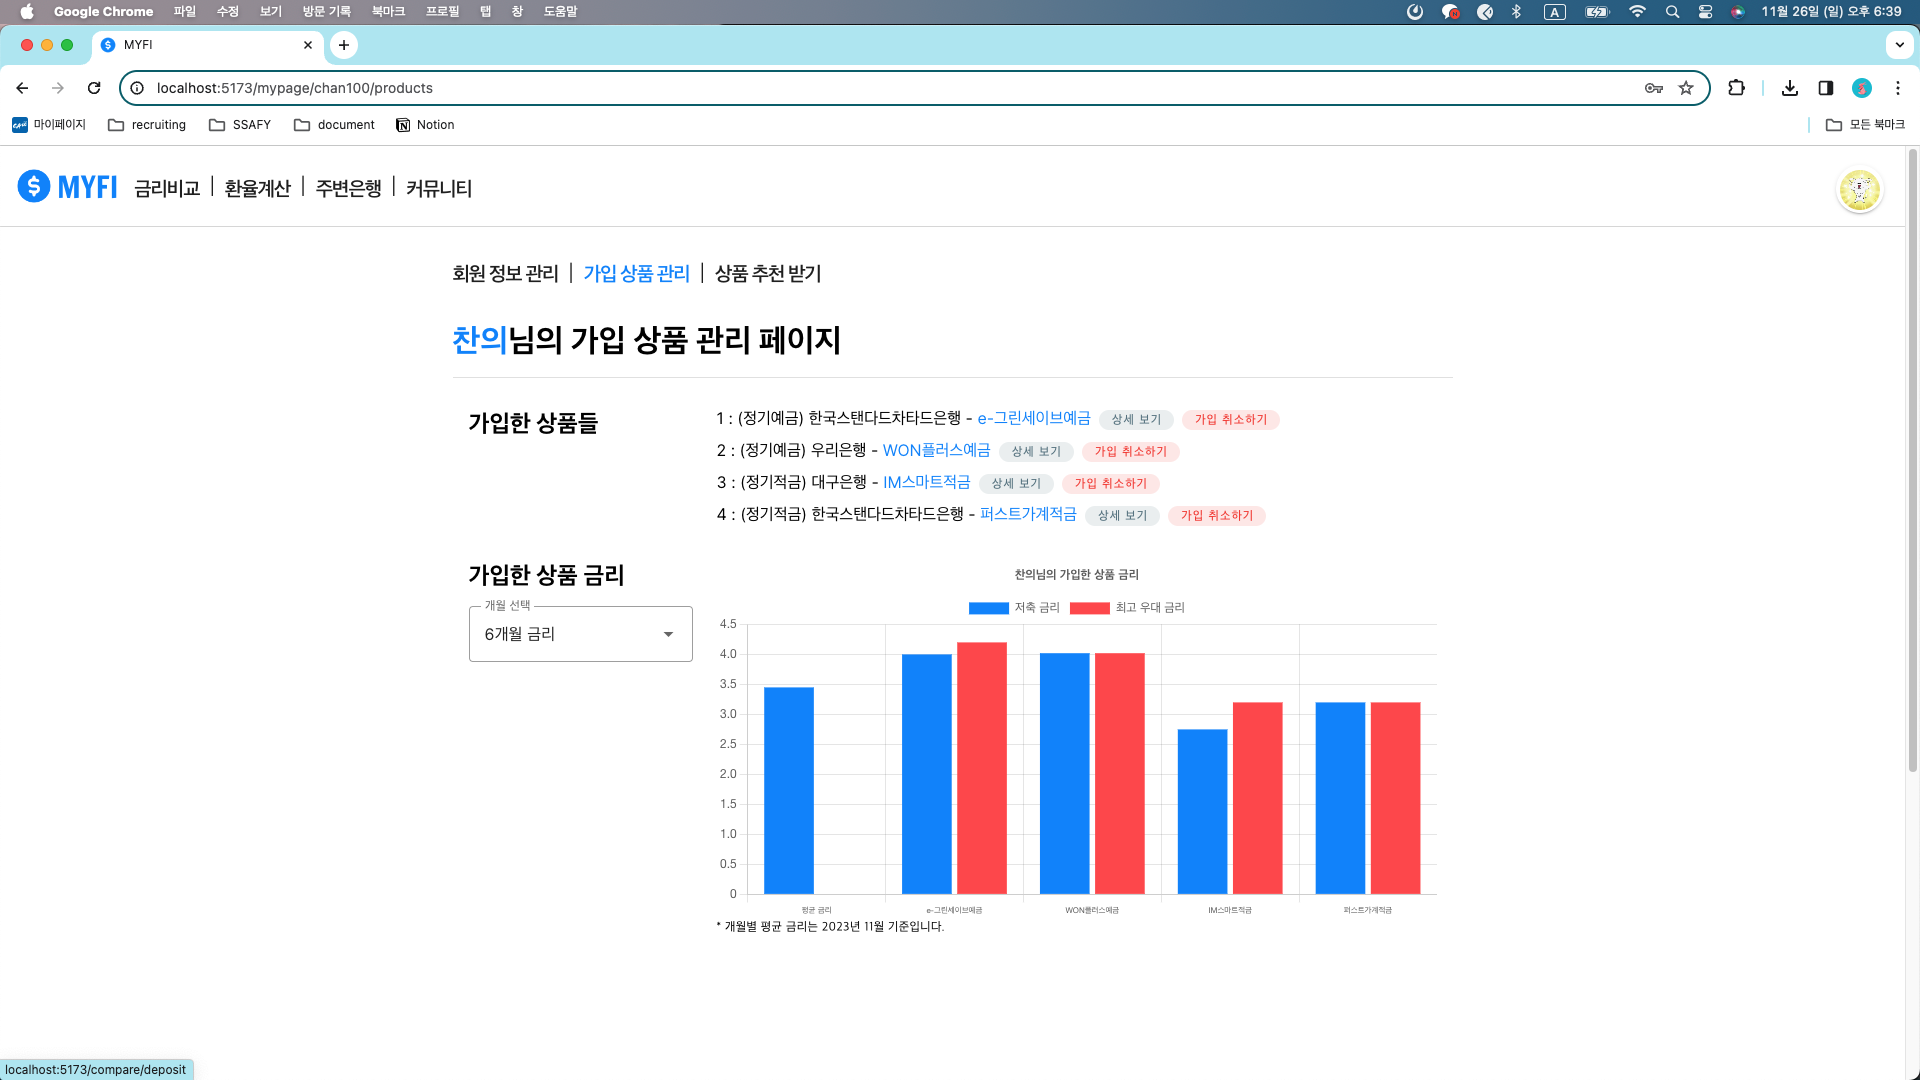 Google Chrome 파일 수정 보기 방문 기록 북마크 프로필 탭 창 도움말 A 11월 26일 (일) 오후 6:39
MYFI
localhost:5173/mypage/chan100/products
마이페이지 recruiting SSAFY document Notion 모든 북마크
MYFI 금리비교 | 환율계산 | 주변은행 | 커뮤니티
회원 정보 관리 | 가입 상품 관리 | 상품 추천 받기
찬의님의 가입 상품 관리 페이지
가입한 상품들
1 : (정기예금) 한국스탠다드차타드은행 - e-그린세이브예금 상세 보기 가입 취소하기
2 : (정기예금) 우리은행 - WON플러스예금 상세 보기 가입 취소하기
3 : (정기적금) 대구은행 - IM스마트적금 상세 보기 가입 취소하기
4 : (정기적금) 한국스탠다드차타드은행 - 퍼스트가계적금 상세 보기 가입 취소하기
가입한 상품 금리
개월 선택
6개월 금리
찬의님의 가입한 상품 금리
저축 금리 최고 우대 금리
4.5
4.0
3.5
3.0
2.5
2.0
1.5
1.0
0.5
0
평균 금리 e-그린세이브예금 WON플러스예금 IM스마트적금 퍼스트가계적금
* 개월별 평균 금리는 2023년 11월 기준입니다.
localhost:5173/compare/deposit